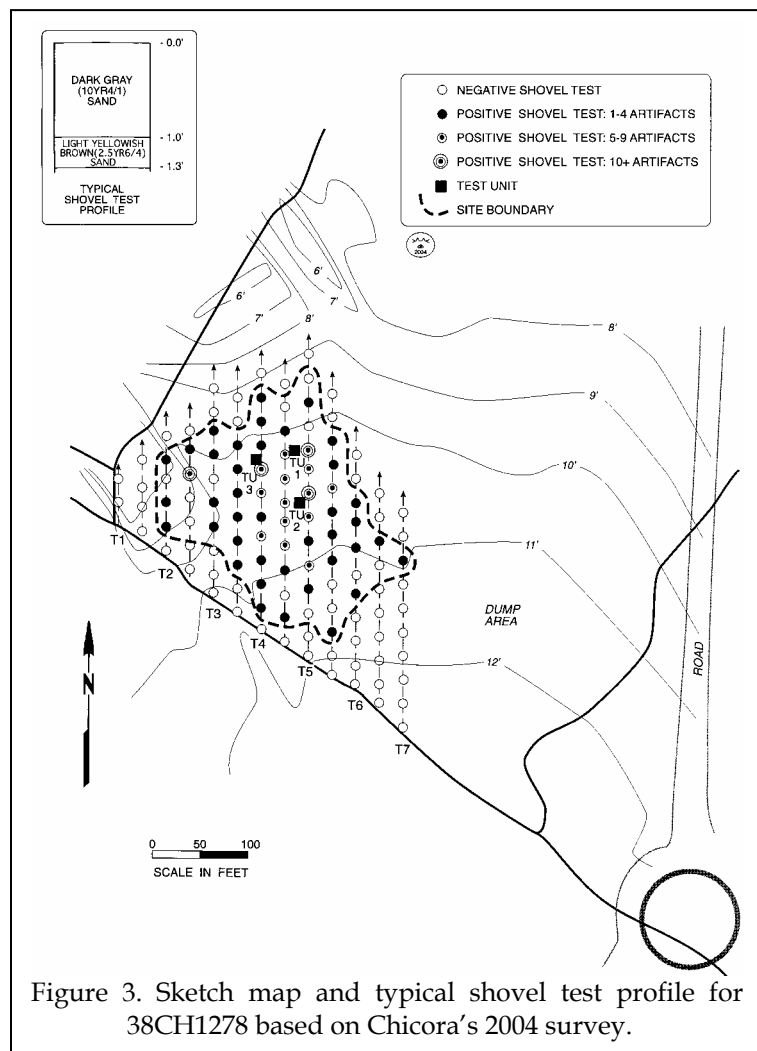 - 0.0'
DARK GRAY
(10YR4/1)
SAND
- 1.0'
LIGHT YELLOWISH
BROWN(2.5YR6/4)
SAND
- 1.3'
TYPICAL
SHOVEL TEST
PROFILE
NEGATIVE SHOVEL TEST
POSITIVE SHOVEL TEST: 1-4 ARTIFACTS
POSITIVE SHOVEL TEST: 5-9 ARTIFACTS
POSITIVE SHOVEL TEST: 10+ ARTIFACTS
TEST UNIT
SITE BOUNDARY
2004
6'
6'
7'
7'
8'
8'
9'
10'
11'
12'
TU
1
TU
3
TU
2
T1
T2
T3
T4
T5
T6
T7
DUMP
AREA
ROAD
N
0 50 100
SCALE IN FEET
Figure 3. Sketch map and typical shovel test profile for
38CH1278 based on Chicora's 2004 survey.